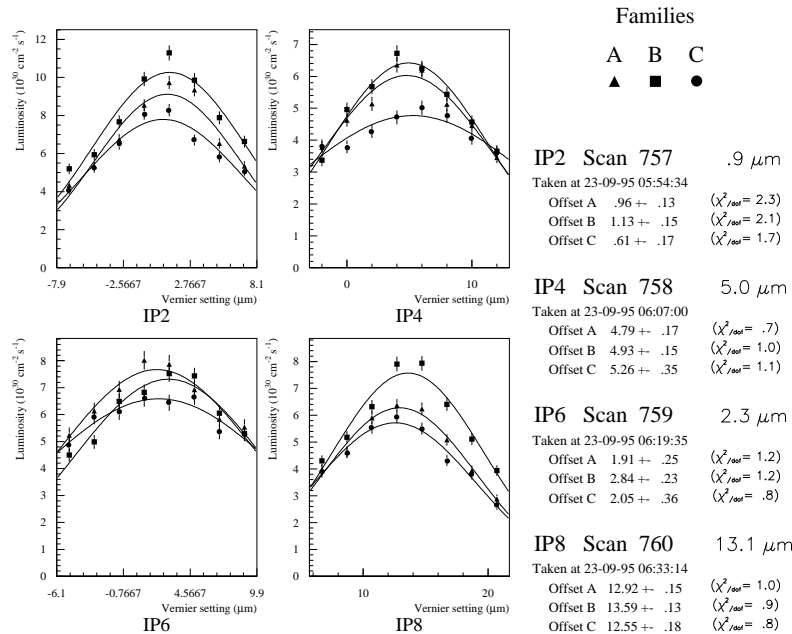 Luminosity (10^30 cm^-2 s^-1)
12
10
8
6
4
2
0
-7.9 -2.5667 2.7667 8.1
Vernier setting (μm)
IP2
Luminosity (10^30 cm^-2 s^-1)
7
6
5
4
3
2
1
0
0 10
Vernier setting (μm)
IP4
Luminosity (10^30 cm^-2 s^-1)
8
7
6
5
4
3
2
1
0
-6.1 -0.7667 4.5667 9.9
Vernier setting (μm)
IP6
Luminosity (10^30 cm^-2 s^-1)
8
7
6
5
4
3
2
1
0
10 20
Vernier setting (μm)
IP8
Families
A B C
IP2 Scan 757 .9 μm
Taken at 23-09-95 05:54:34
Offset A .96 +- .13 (χ²/dof = 2.3)
Offset B 1.13 +- .15 (χ²/dof = 2.1)
Offset C .61 +- .17 (χ²/dof = 1.7)
IP4 Scan 758 5.0 μm
Taken at 23-09-95 06:07:00
Offset A 4.79 +- .17 (χ²/dof = .7)
Offset B 4.93 +- .15 (χ²/dof = 1.0)
Offset C 5.26 +- .35 (χ²/dof = 1.1)
IP6 Scan 759 2.3 μm
Taken at 23-09-95 06:19:35
Offset A 1.91 +- .25 (χ²/dof = 1.2)
Offset B 2.84 +- .23 (χ²/dof = 1.2)
Offset C 2.05 +- .36 (χ²/dof = .8)
IP8 Scan 760 13.1 μm
Taken at 23-09-95 06:33:14
Offset A 12.92 +- .15 (χ²/dof = 1.0)
Offset B 13.59 +- .13 (χ²/dof = .9)
Offset C 12.55 +- .18 (χ²/dof = .8)